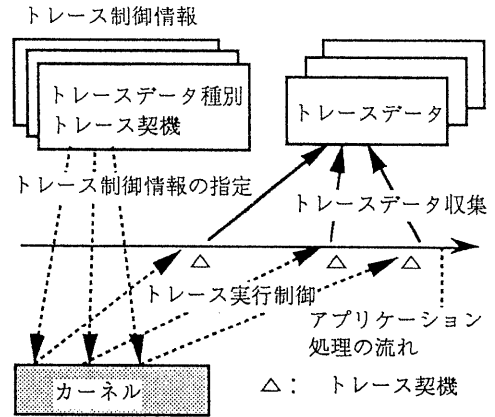 トレース制御情報
トレースデータ種別
トレース契機
トレースデータ
トレース制御情報の指定
トレースデータ収集
トレース実行制御
アプリケーション
処理の流れ
カーネル
△： トレース契機